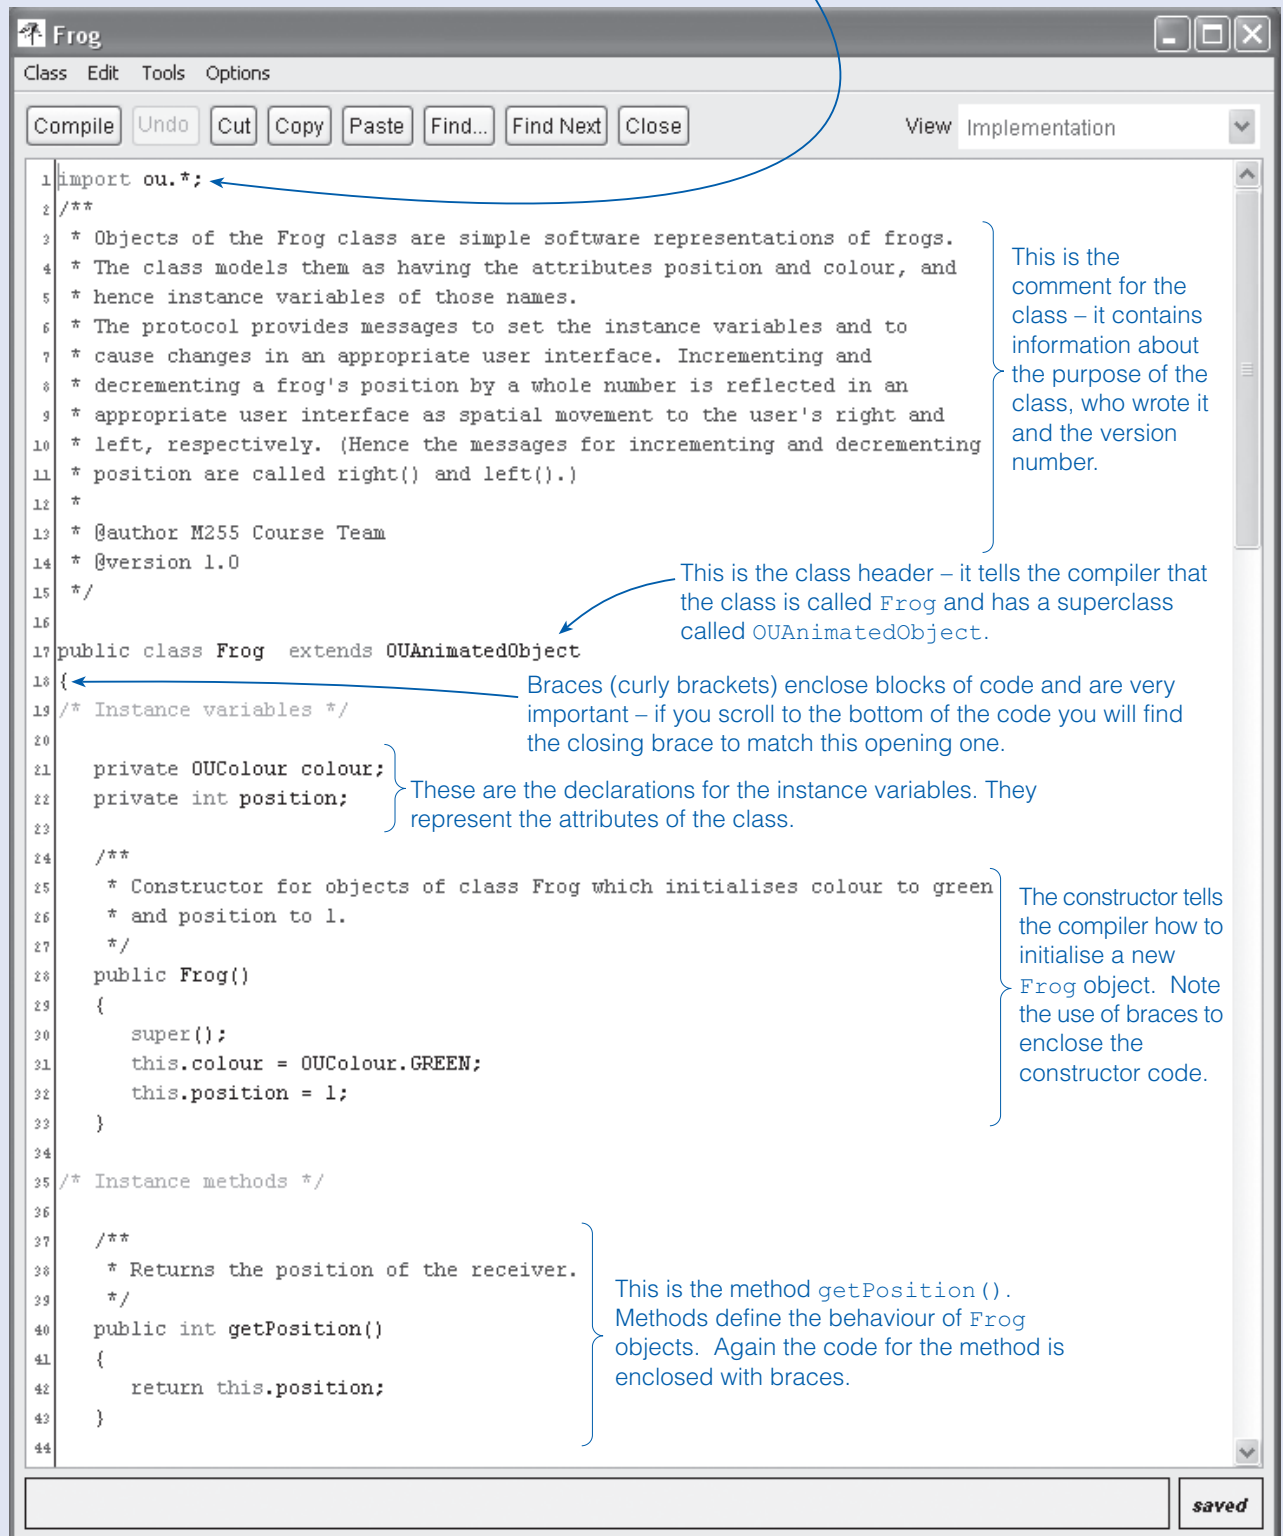 Frog
Class Edit Tools Options
Compile Undo Cut Copy Paste Find... Find Next Close View Implementation
1 import ou.*;
2 /**
3 * Objects of the Frog class are simple software representations of frogs.
4 * The class models them as having the attributes position and colour, and
5 * hence instance variables of those names.
6 * The protocol provides messages to set the instance variables and to
7 * cause changes in an appropriate user interface. Incrementing and
8 * decrementing a frog's position by a whole number is reflected in an
9 * appropriate user interface as spatial movement to the user's right and
10 * left, respectively. (Hence the messages for incrementing and decrementing
11 * position are called right() and left().)
12 *
13 * @author M255 Course Team
14 * @version 1.0
15 */
This is the
comment for the
class – it contains
information about
the purpose of the
class, who wrote it
and the version
number.
16
This is the class header – it tells the compiler that
the class is called Frog and has a superclass
called OUAnimatedObject.
17 public class Frog extends OUAnimatedObject
18 {
Braces (curly brackets) enclose blocks of code and are very
important – if you scroll to the bottom of the code you will find
the closing brace to match this opening one.
19 /* Instance variables */
20
21 private OUColour colour;
22 private int position;
These are the declarations for the instance variables. They
represent the attributes of the class.
23
24 /**
25 * Constructor for objects of class Frog which initialises colour to green
26 * and position to 1.
27 */
28 public Frog()
29 {
30 super();
31 this.colour = OUColour.GREEN;
32 this.position = 1;
33 }
The constructor tells
the compiler how to
initialise a new
Frog object. Note
the use of braces to
enclose the
constructor code.
34
35 /* Instance methods */
36
37 /**
38 * Returns the position of the receiver.
39 */
40 public int getPosition()
41 {
42 return this.position;
43 }
44
This is the method getPosition().
Methods define the behaviour of Frog
objects. Again the code for the method is
enclosed with braces.
saved